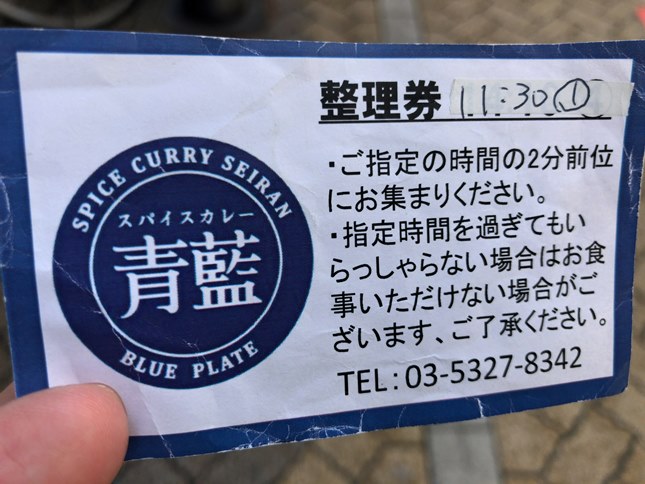 整理券 11:30①
・ご指定の時間の2分前位
にお集まりください。
・指定時間を過ぎてもい
らっしゃらない場合はお食
事いただけない場合がご
ざいます、ご了承ください。
TEL:03-5327-8342
SPICE CURRY SEIRAN
スパイスカレー
青藍
BLUE PLATE